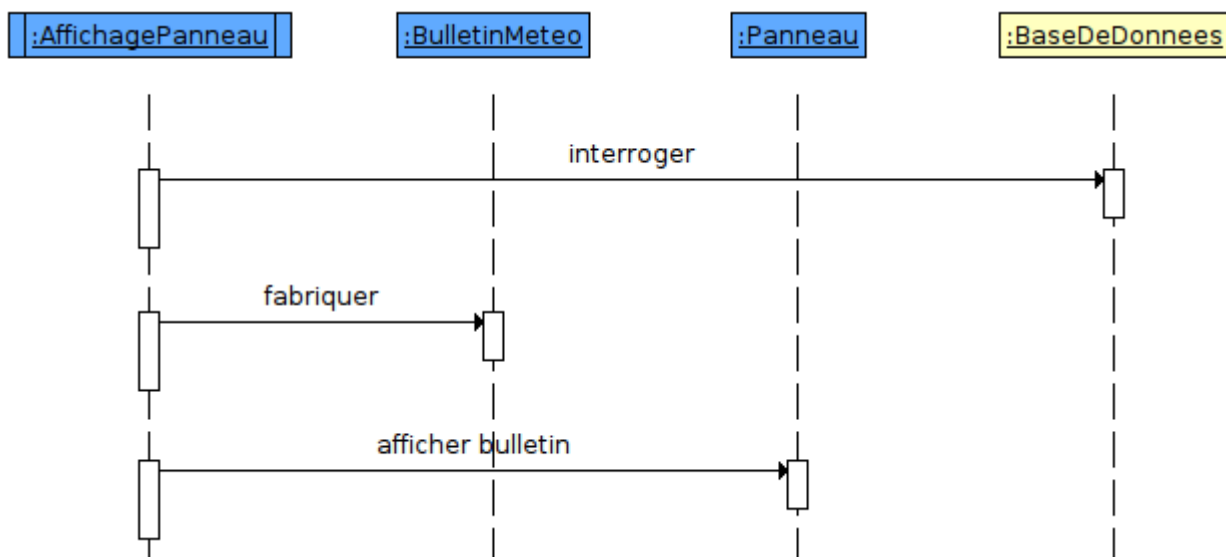 :AffichagePanneau
:BulletinMeteo
:Panneau
:BaseDeDonnees
interroger
fabriquer
afficher bulletin